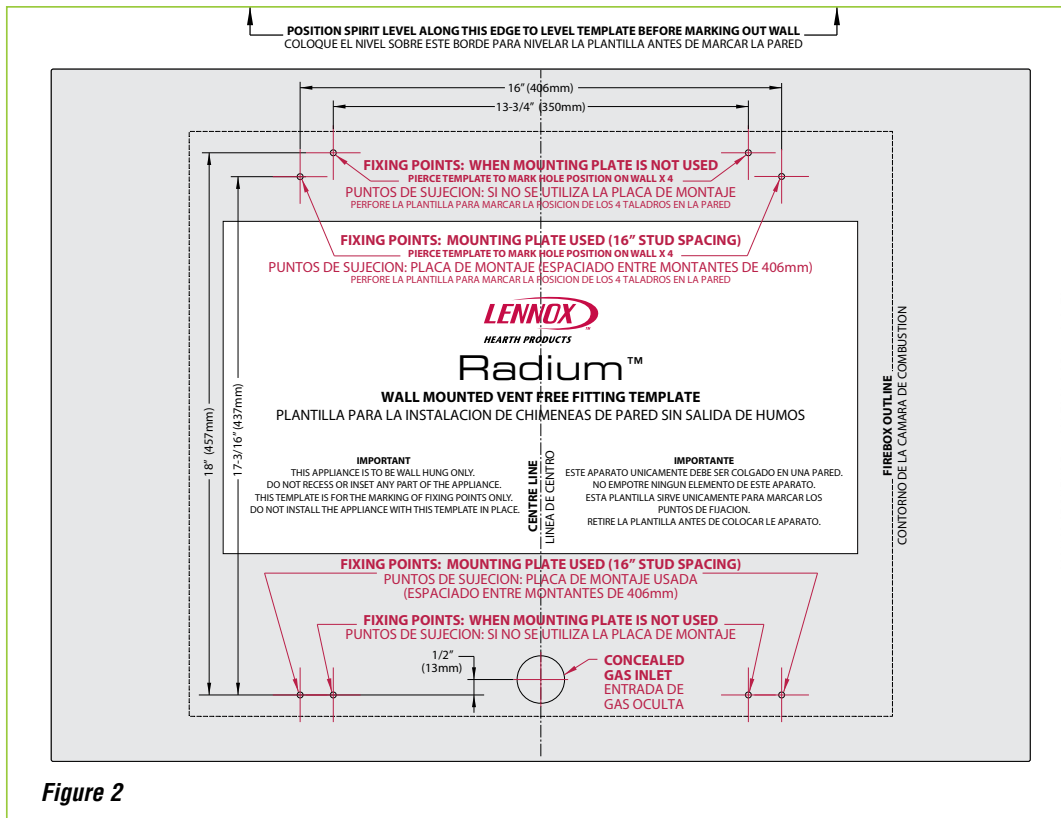 POSITION SPIRIT LEVEL ALONG THIS EDGE TO LEVEL TEMPLATE BEFORE MARKING OUT WALL
COLOQUE EL NIVEL SOBRE ESTE BORDE PARA NIVELAR LA PLANTILLA ANTES DE MARCAR LA PARED
16" (406mm)
13-3/4" (350mm)
FIXING POINTS: WHEN MOUNTING PLATE IS NOT USED
PIERCE TEMPLATE TO MARK HOLE POSITION ON WALL X 4
PUNTOS DE SUJECION: SI NO SE UTILIZA LA PLACA DE MONTAJE
PERFORE LA PLANTILLA PARA MARCAR LA POSICION DE LOS 4 TALADROS EN LA PARED
FIXING POINTS: MOUNTING PLATE USED (16" STUD SPACING)
PIERCE TEMPLATE TO MARK HOLE POSITION ON WALL X 4
PUNTOS DE SUJECION: PLACA DE MONTAJE (ESPACIADO ENTRE MONTANTES DE 406mm)
PERFORE LA PLANTILLA PARA MARCAR LA POSICION DE LOS 4 TALADROS EN LA PARED
LENNOX™
HEARTH PRODUCTS
Radium™
WALL MOUNTED VENT FREE FITTING TEMPLATE
PLANTILLA PARA LA INSTALACION DE CHIMENEAS DE PARED SIN SALIDA DE HUMOS
18" (457mm)
17-3/16" (437mm)
IMPORTANT
THIS APPLIANCE IS TO BE WALL HUNG ONLY.
DO NOT RECESS OR INSET ANY PART OF THE APPLIANCE.
THIS TEMPLATE IS FOR THE MARKING OF FIXING POINTS ONLY.
DO NOT INSTALL THE APPLIANCE WITH THIS TEMPLATE IN PLACE.
CENTRE LINE
LINEA DE CENTRO
IMPORTANTE
ESTE APARATO UNICAMENTE DEBE SER COLGADO EN UNA PARED.
NO EMPOTRE NINGUN ELEMENTO DE ESTE APARATO.
ESTA PLANTILLA SIRVE UNICAMENTE PARA MARCAR LOS
PUNTOS DE FIJACION.
RETIRE LA PLANTILLA ANTES DE COLOCAR LE APARATO.
FIREBOX OUTLINE
CONTORNO DE LA CAMARA DE COMBUSTION
FIXING POINTS: MOUNTING PLATE USED (16" STUD SPACING)
PUNTOS DE SUJECION: PLACA DE MONTAJE USADA
(ESPACIADO ENTRE MONTANTES DE 406mm)
FIXING POINTS: WHEN MOUNTING PLATE IS NOT USED
PUNTOS DE SUJECION: SI NO SE UTILIZA LA PLACA DE MONTAJE
1/2"
(13mm)
CONCEALED
GAS INLET
ENTRADA DE
GAS OCULTA
Figure 2